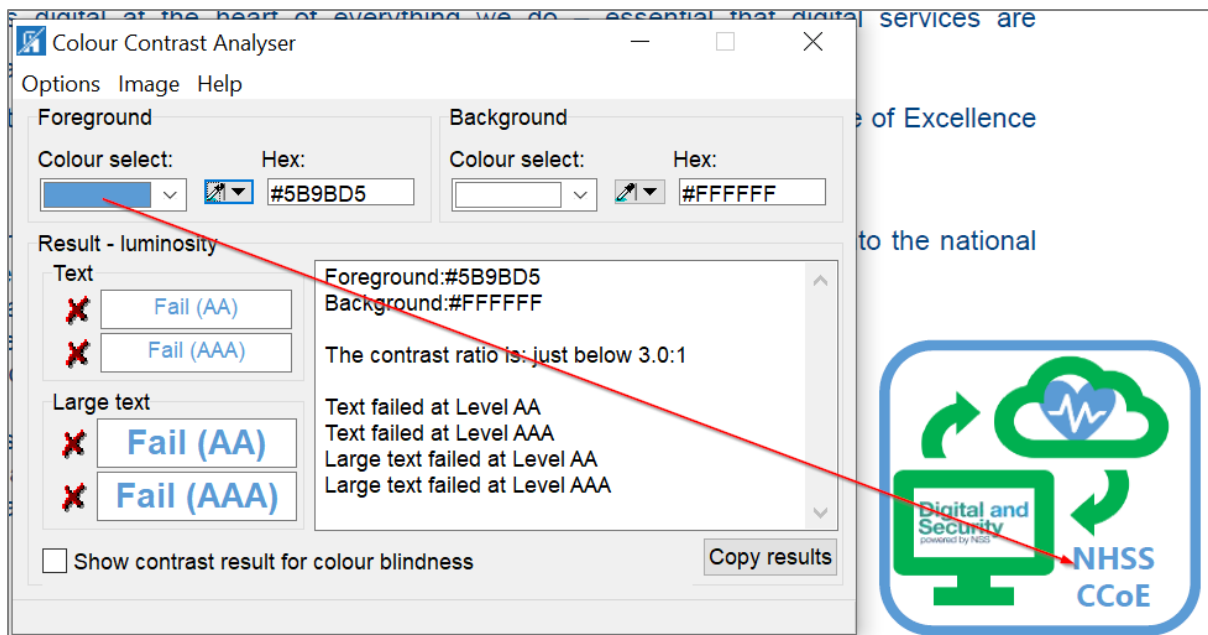 s digital at the heart of everything we do – essential that digital services are
Colour Contrast Analyser
Options Image Help
Foreground
Background
e of Excellence
Colour select:
Hex:
Colour select:
Hex:
#5B9BD5
#FFFFFF
Result - luminosity
to the national
Text
Fail (AA)
Fail (AAA)
Large text
Fail (AA)
Fail (AAA)
Foreground:#5B9BD5
Background:#FFFFFF
The contrast ratio is: just below 3.0:1
Text failed at Level AA
Text failed at Level AAA
Large text failed at Level AA
Large text failed at Level AAA
Show contrast result for colour blindness
Copy results
Digital and
Security
powered by NSS
NHSS
CCoE